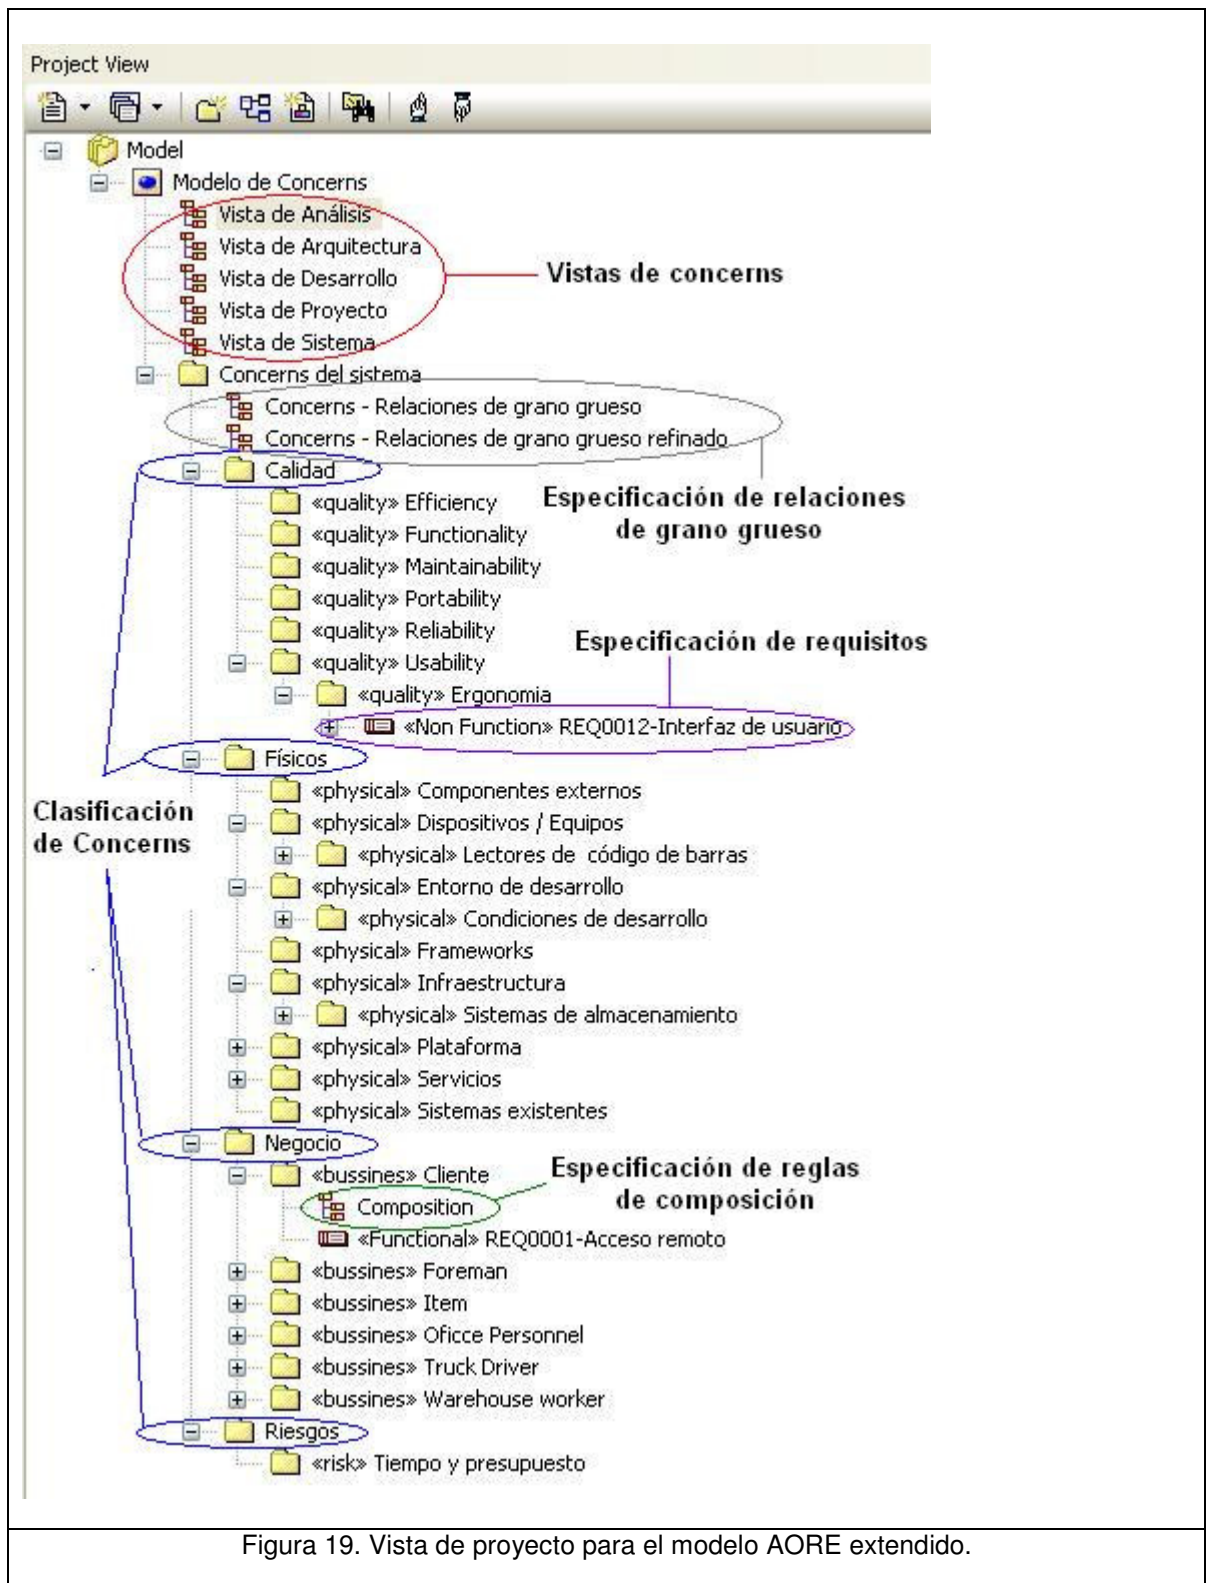 Project View
Model
Modelo de Concerns
Vista de Análisis
Vista de Arquitectura
Vista de Desarrollo
Vistas de concerns
Vista de Proyecto
Vista de Sistema
Concerns del sistema
Concerns - Relaciones de grano grueso
Concerns - Relaciones de grano grueso refinado
Calidad
Especificación de relaciones
de grano grueso
«quality» Efficiency
«quality» Functionality
«quality» Maintainability
«quality» Portability
«quality» Reliability
Especificación de requisitos
«quality» Usability
«quality» Ergonomia
«Non Function» REQ0012-Interfaz de usuario
Físicos
Clasificación
de Concerns
«physical» Componentes externos
«physical» Dispositivos / Equipos
«physical» Lectores de código de barras
«physical» Entorno de desarrollo
«physical» Condiciones de desarrollo
«physical» Frameworks
«physical» Infraestructura
«physical» Sistemas de almacenamiento
«physical» Plataforma
«physical» Servicios
«physical» Sistemas existentes
Negocio
Especificación de reglas
de composición
«bussines» Cliente
Composition
«Functional» REQ0001-Acceso remoto
«bussines» Foreman
«bussines» Item
«bussines» Oficce Personnel
«bussines» Truck Driver
«bussines» Warehouse worker
Riesgos
«risk» Tiempo y presupuesto
Figura 19. Vista de proyecto para el modelo AORE extendido.